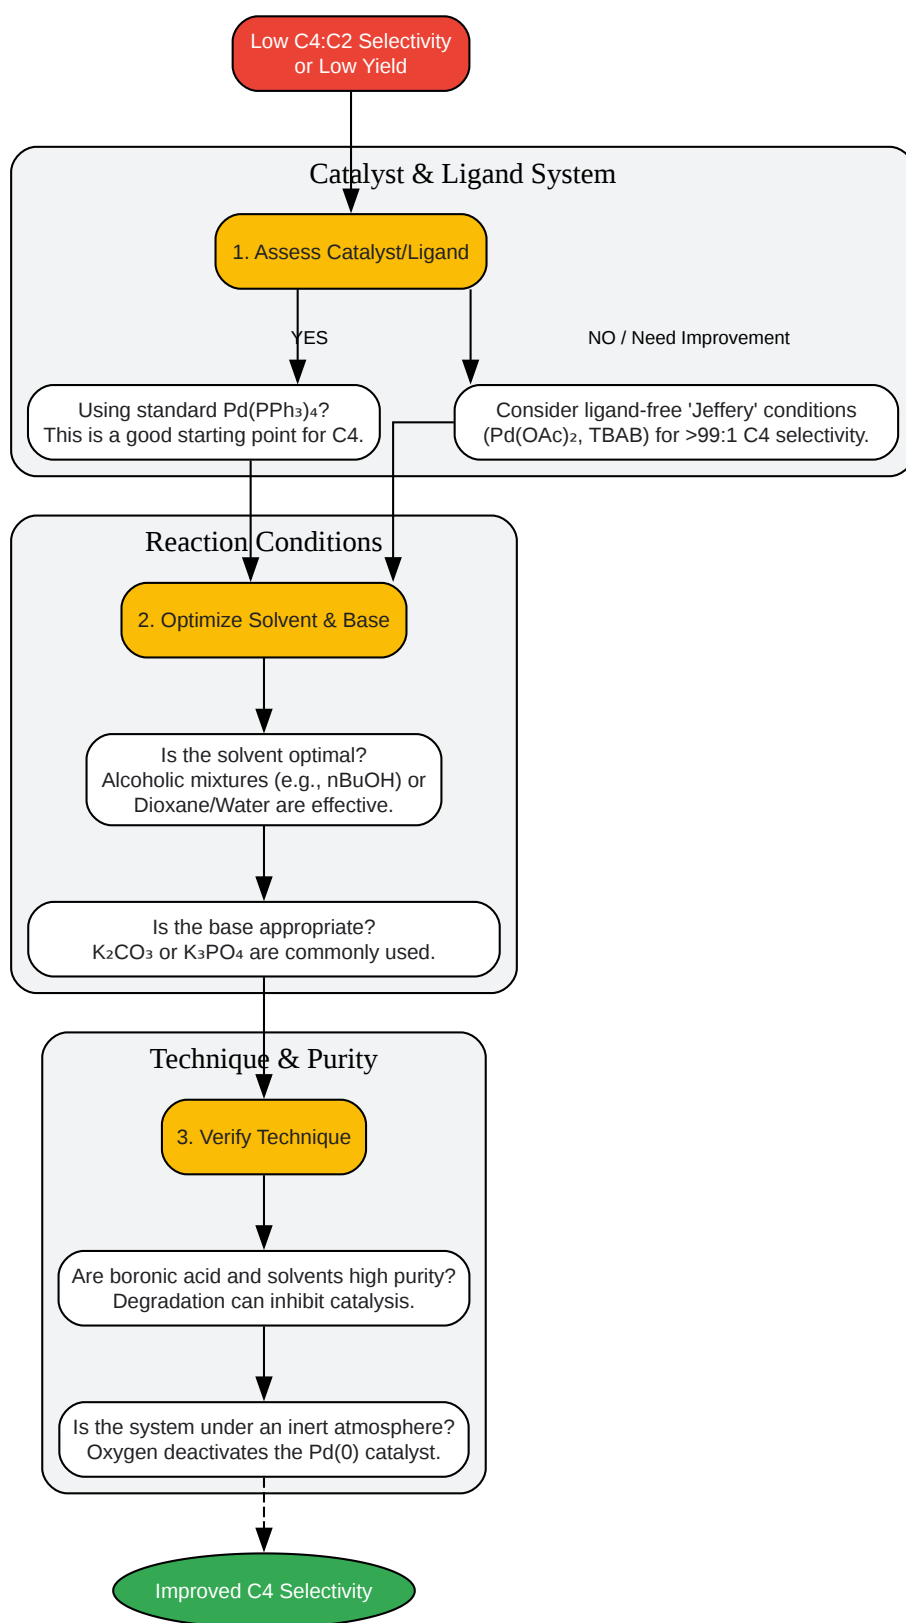 Low C4:C2 Selectivity
or Low Yield
Catalyst & Ligand System
1. Assess Catalyst/Ligand
YES
NO / Need Improvement
Using standard Pd(PPh₃)₄?
This is a good starting point for C4.
Consider ligand-free 'Jeffery' conditions
(Pd(OAc)₂, TBAB) for >99:1 C4 selectivity.
Reaction Conditions
2. Optimize Solvent & Base
Is the solvent optimal?
Alcoholic mixtures (e.g., nBuOH) or
Dioxane/Water are effective.
Is the base appropriate?
K₂CO₃ or K₃PO₄ are commonly used.
Technique & Purity
3. Verify Technique
Are boronic acid and solvents high purity?
Degradation can inhibit catalysis.
Is the system under an inert atmosphere?
Oxygen deactivates the Pd(0) catalyst.
Improved C4 Selectivity